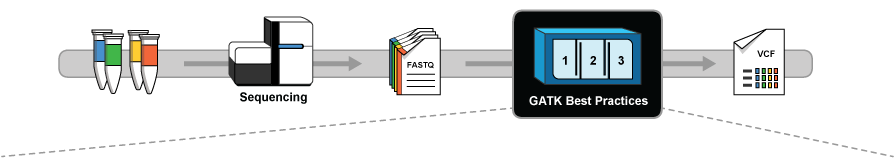 Sequencing
FASTQ
1 2 3
GATK Best Practices
VCF